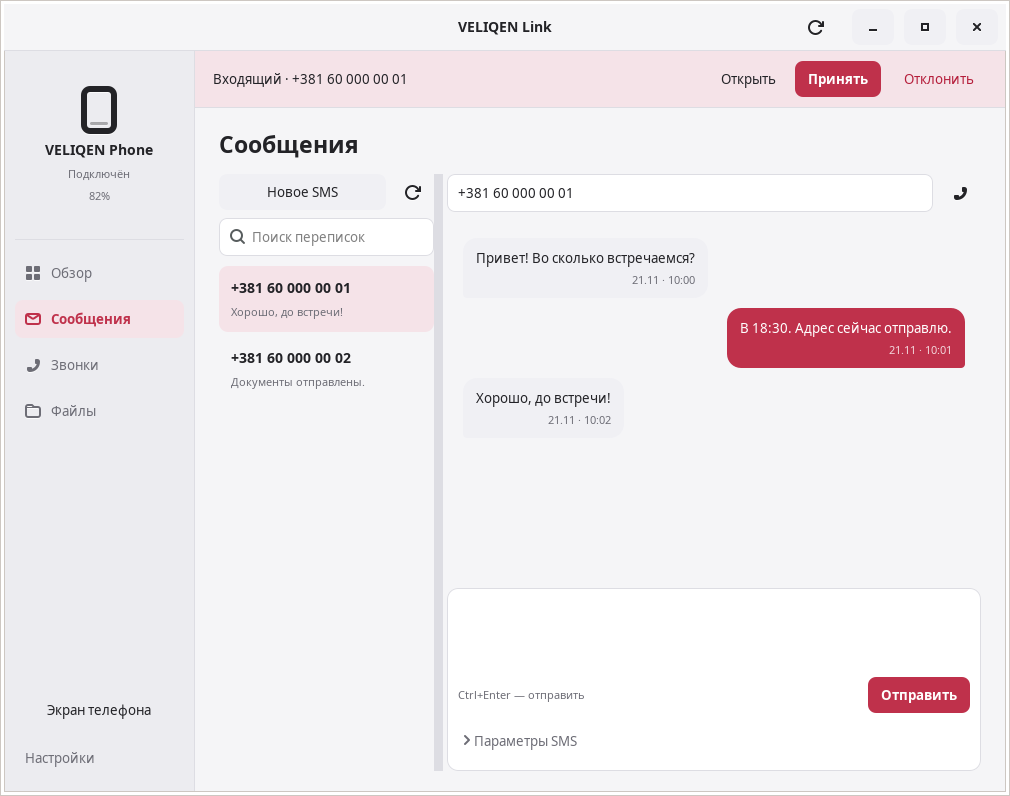 VELIQEN Link
VELIQEN Phone
Подключён
82%
Обзор
Сообщения
Звонки
Файлы
Экран телефона
Настройки
Входящий · +381 60 000 00 01
Открыть
Принять
Отклонить
Сообщения
Новое SMS
Поиск переписок
+381 60 000 00 01
Хорошо, до встречи!
+381 60 000 00 02
Документы отправлены.
+381 60 000 00 01
Привет! Во сколько встречаемся?
21.11 · 10:00
В 18:30. Адрес сейчас отправлю.
21.11 · 10:01
Хорошо, до встречи!
21.11 · 10:02
Ctrl+Enter — отправить
Отправить
Параметры SMS